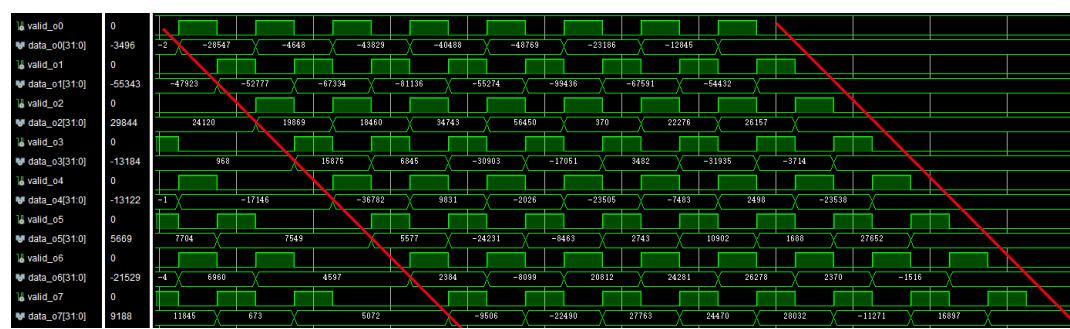 valid_o0 0
data_o0[31:0] -3496 -2 -28547 -4648 -43829 -40488 -48769 -23186 -12845
valid_o1 0
data_o1[31:0] -55343 -47923 -52777 -67334 -81136 -55274 -99436 -67591 -54432
valid_o2 0
data_o2[31:0] 29844 24120 19869 18460 34743 56450 370 22276 26157
valid_o3 0
data_o3[31:0] -13184 968 15875 6845 -30903 -17051 3482 -31935 -3714
valid_o4 0
data_o4[31:0] -13122 -1 -17146 -36782 9831 -2026 -23505 -7483 2498 -23538
valid_o5 0
data_o5[31:0] 5669 7704 7549 5577 -24231 -8463 2743 10902 1688 27652
valid_o6 0
data_o6[31:0] -21529 -4 6960 4597 2384 -8099 20812 24281 26278 2370 -1516
valid_o7 0
data_o7[31:0] 9188 11845 673 5072 -9506 -22490 27763 24470 28032 -11271 16897